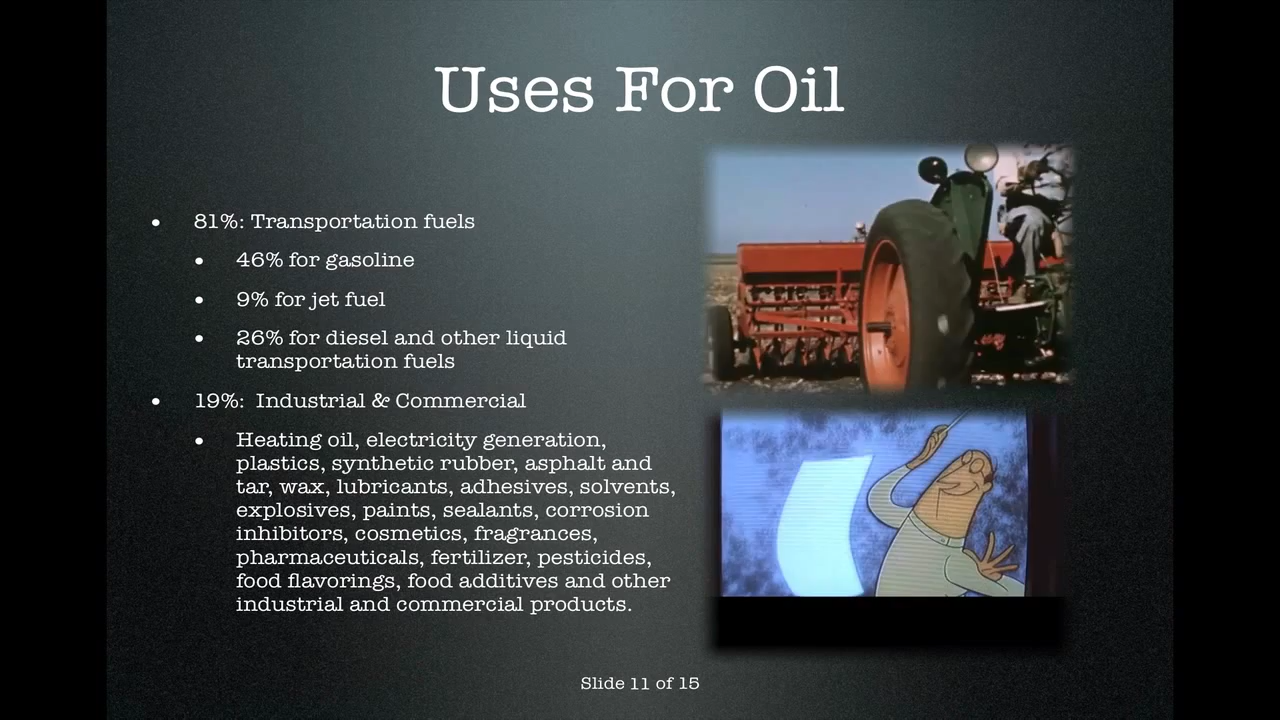 Uses For Oil
• 81%: Transportation fuels
• 46% for gasoline
• 9% for jet fuel
• 26% for diesel and other liquid
transportation fuels
• 19%: Industrial & Commercial
• Heating oil, electricity generation,
plastics, synthetic rubber, asphalt and
tar, wax, lubricants, adhesives, solvents,
explosives, paints, sealants, corrosion
inhibitors, cosmetics, fragrances,
pharmaceuticals, fertilizer, pesticides,
food flavorings, food additives and other
industrial and commercial products.
Slide 11 of 15